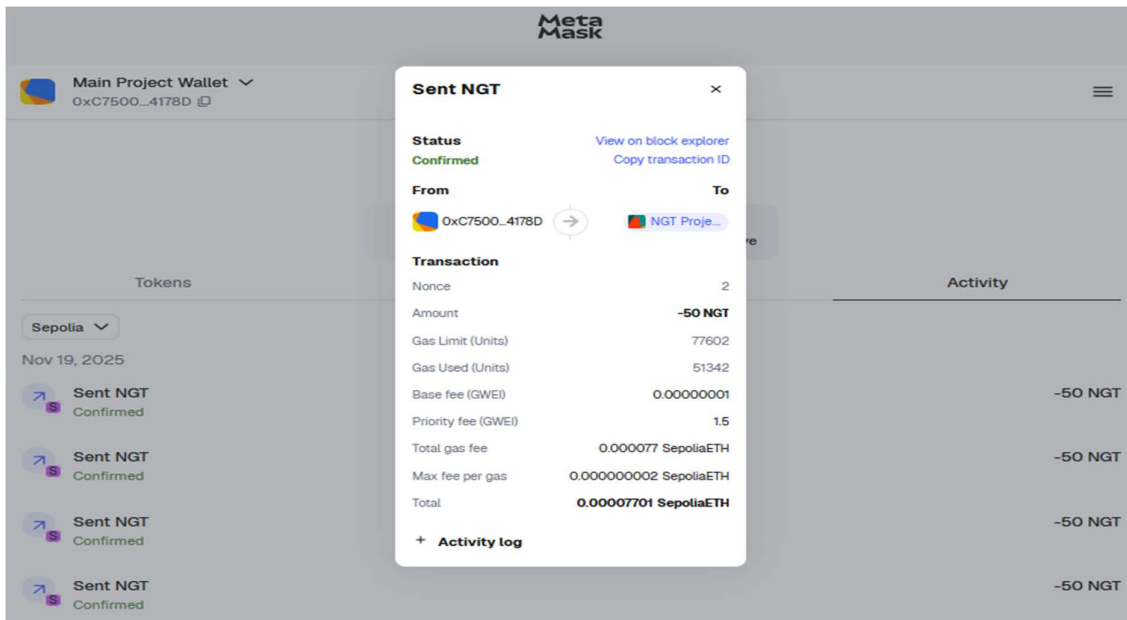 Meta
Mask
Main Project Wallet
0xC7500...4178D
Sent NGT
Status
View on block explorer
Confirmed
Copy transaction ID
From
To
0xC7500...4178D
NGT Proje...
Transaction
Nonce
2
Amount
-50 NGT
Gas Limit (Units)
77602
Gas Used (Units)
51342
Base fee (GWEI)
0.00000001
Priority fee (GWEI)
1.5
Total gas fee
0.000077 SepoliaETH
Max fee per gas
0.000000002 SepoliaETH
Total
0.00007701 SepoliaETH
+ Activity log
Tokens
Activity
Sepolia
Nov 19, 2025
Sent NGT
-50 NGT
S
Confirmed
Sent NGT
-50 NGT
S
Confirmed
Sent NGT
-50 NGT
S
Confirmed
Sent NGT
-50 NGT
S
Confirmed